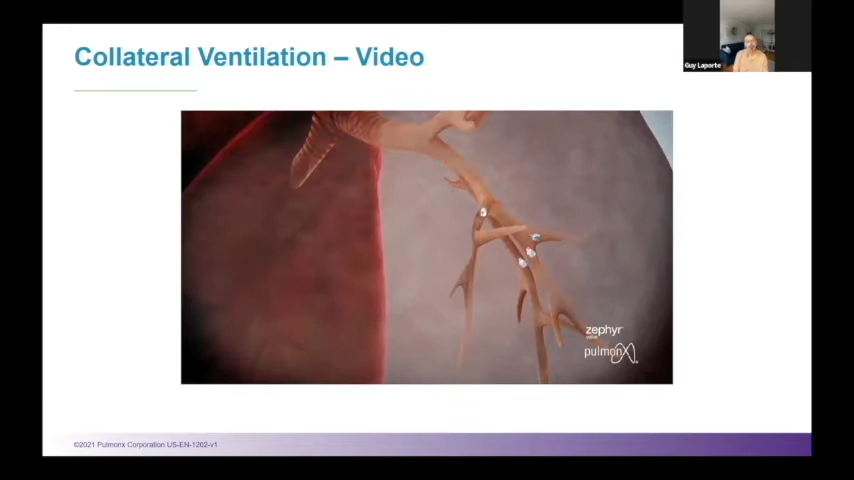 Collateral Ventilation – Video
Guy Laporte
zephyr
valve
pulmonx
©2021 Pulmonx Corporation US-EN-1202-v1